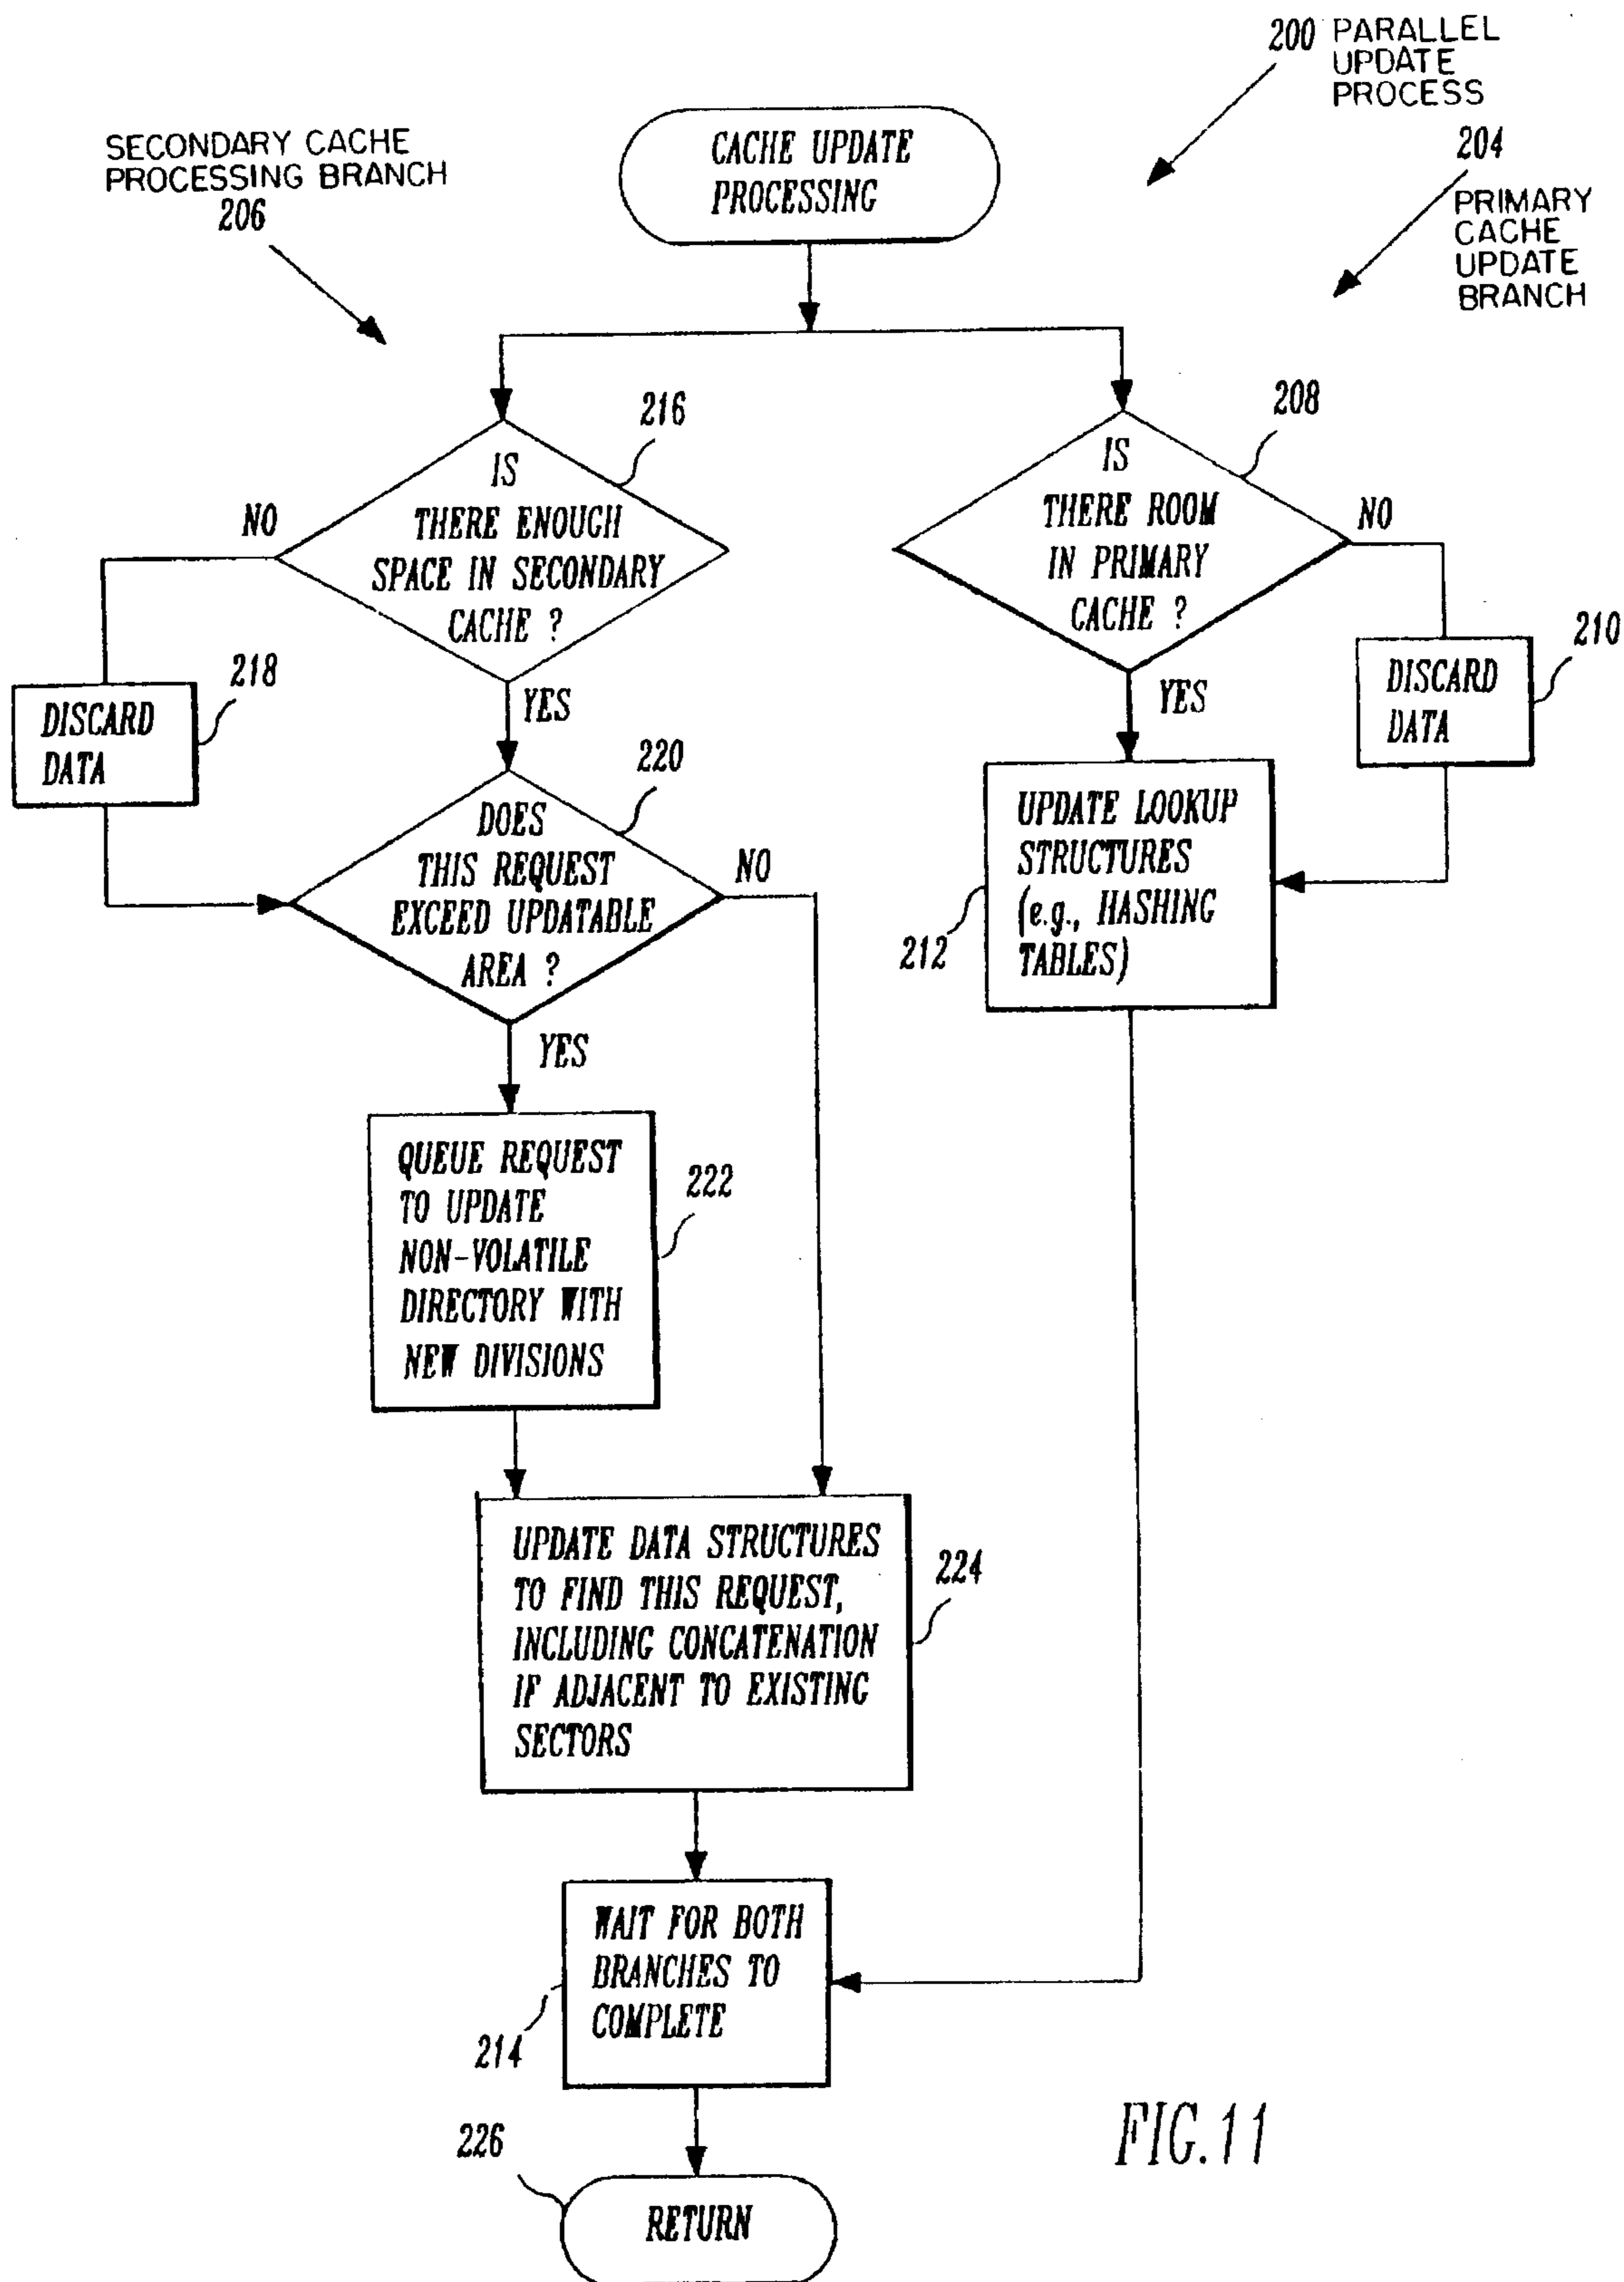 200 PARALLEL
UPDATE
PROCESS
204
PRIMARY
CACHE
UPDATE
BRANCH
SECONDARY CACHE
PROCESSING BRANCH
206
CACHE UPDATE
PROCESSING
216
IS
THERE ENOUGH
SPACE IN SECONDARY
CACHE ?
NO
YES
208
IS
THERE ROOM
IN PRIMARY
CACHE ?
NO
YES
218
DISCARD
DATA
210
DISCARD
DATA
220
DOES
THIS REQUEST
EXCEED UPDATABLE
AREA ?
NO
YES
212
UPDATE LOOKUP
STRUCTURES
(e.g., HASHING
TABLES)
222
QUEUE REQUEST
TO UPDATE
NON-VOLATILE
DIRECTORY WITH
NEW DIVISIONS
224
UPDATE DATA STRUCTURES
TO FIND THIS REQUEST,
INCLUDING CONCATENATION
IF ADJACENT TO EXISTING
SECTORS
214
WAIT FOR BOTH
BRANCHES TO
COMPLETE
226
RETURN
FIG.11